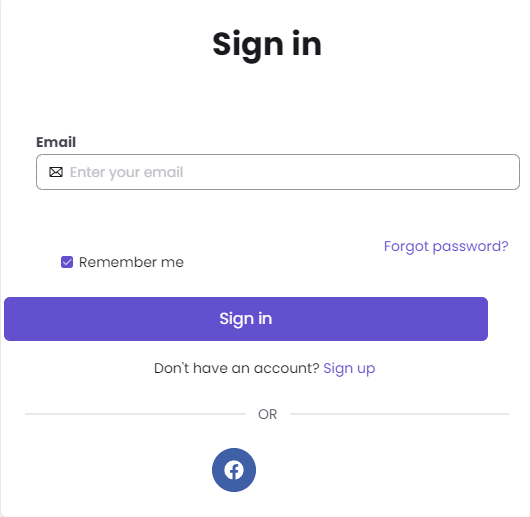 Sign in
Email
Enter your email
Forgot password?
Remember me
Sign in
Don't have an account? Sign up
OR